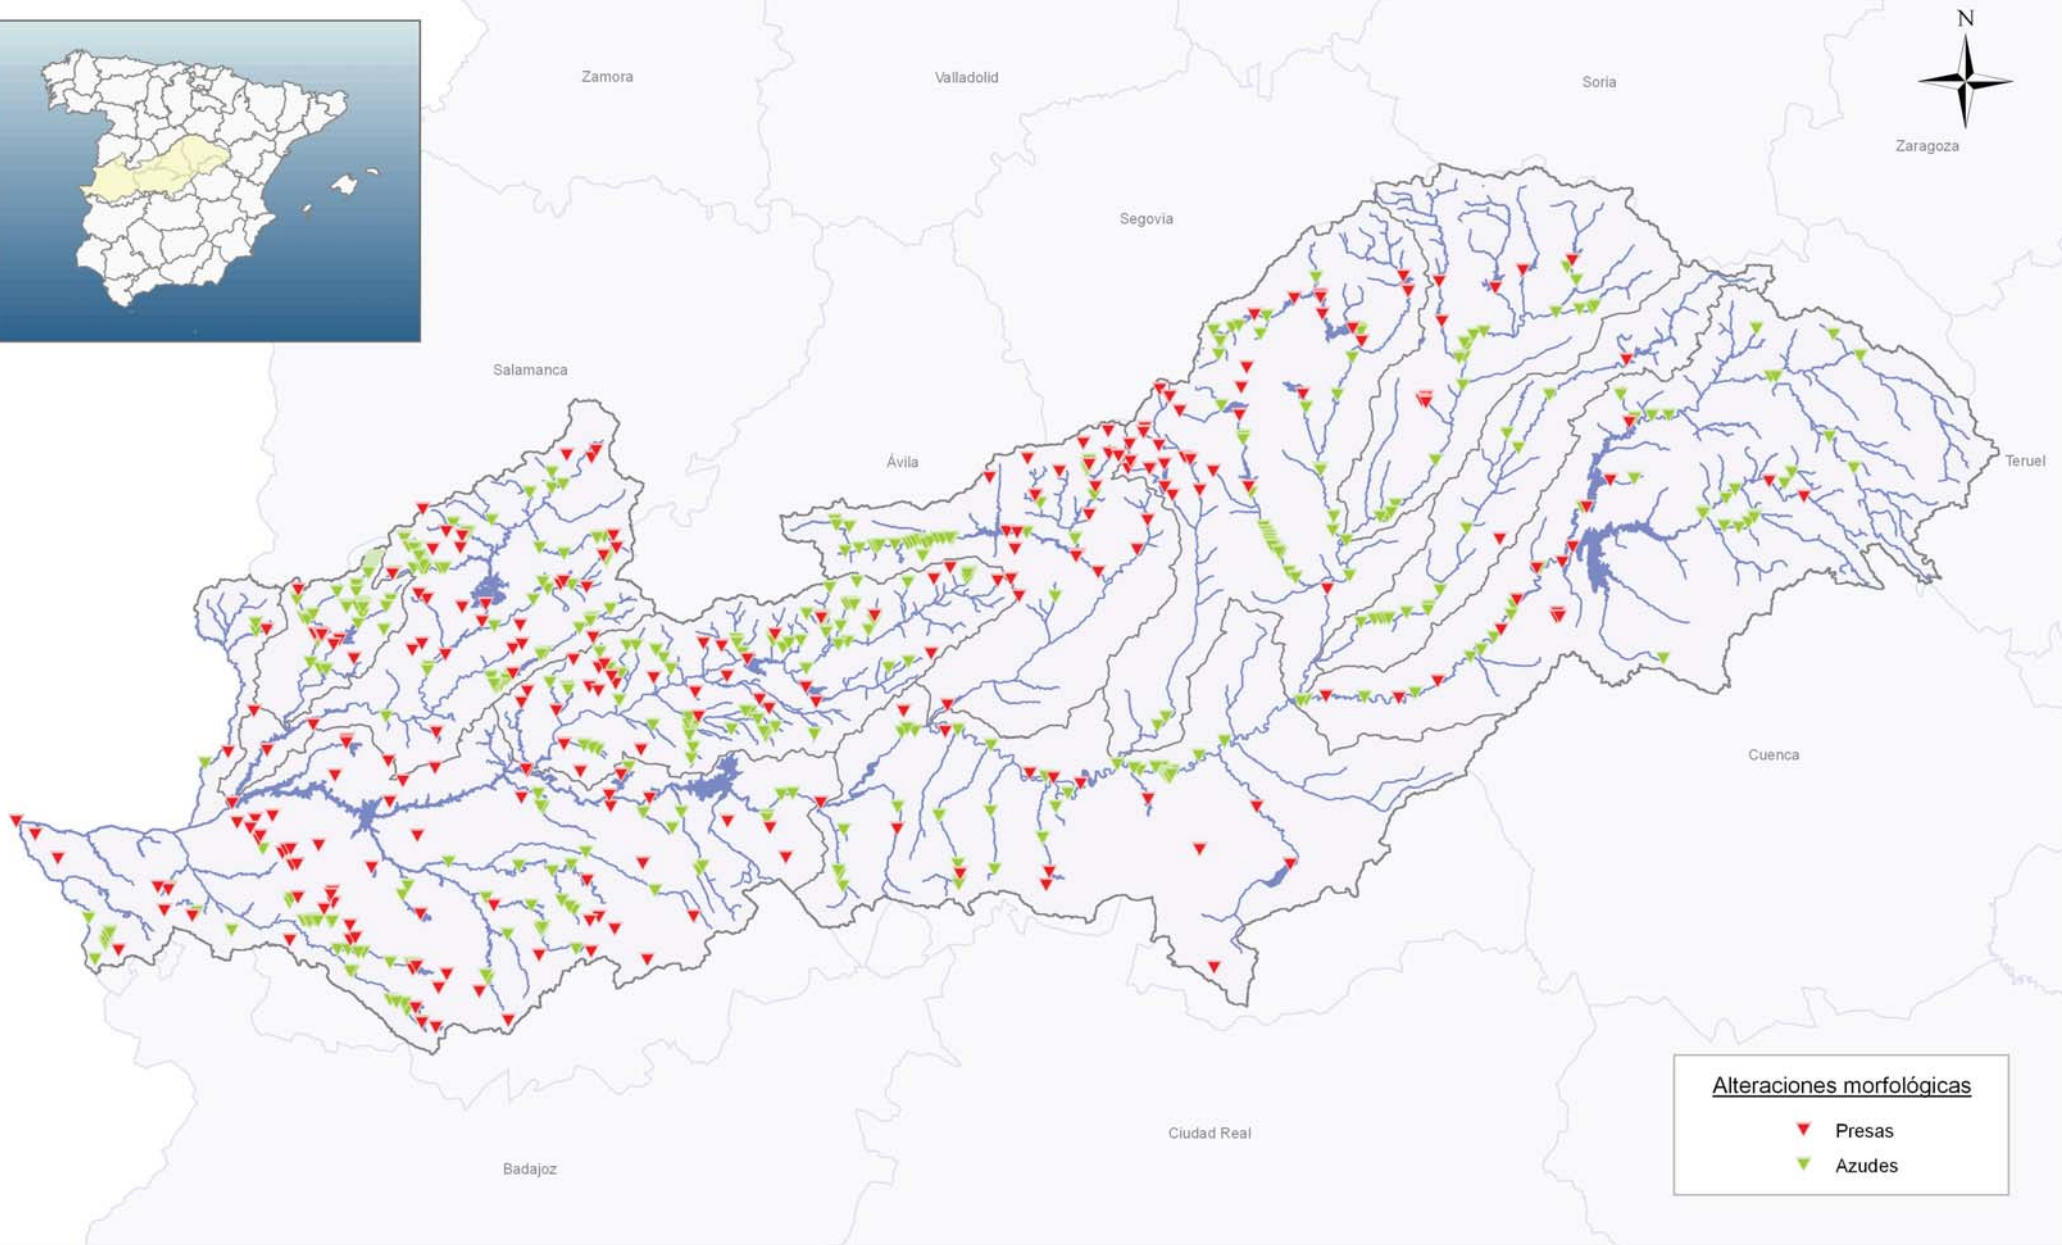 N
Zamora
Valladolid
Soria
Zaragoza
Segovia
Salamanca
Ávila
Teruel
Cuenca
Ciudad Real
Badajoz
Alteraciones morfológicas
Presas
Azudes